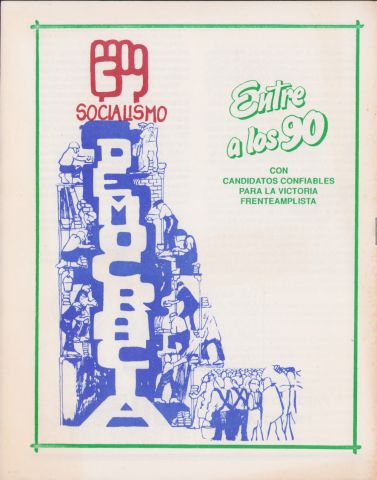 SOCIALISMO
DEMOCRACIA
Entre
a los 90
CON
CANDIDATOS CONFIABLES
PARA LA VICTORIA
FRENTEAMPLISTA